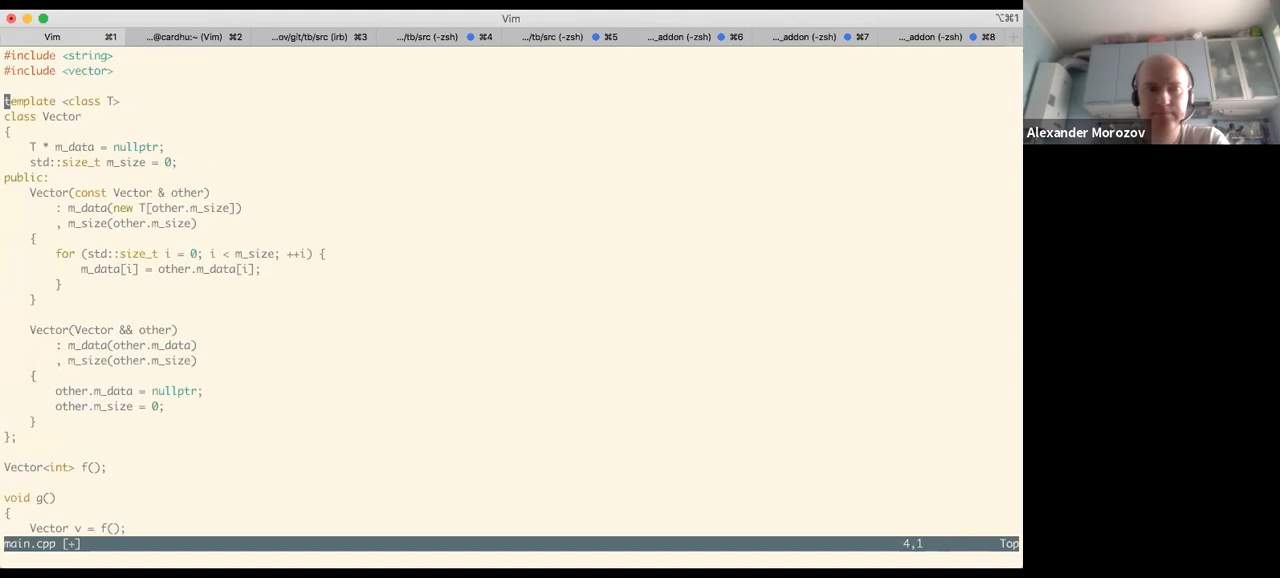 Vim
⌥⌘1
Vim ⌘1
...@cardhu:~ (Vim) ⌘2
...ov/git/tb/src (irb) ⌘3
.../tb/src (-zsh) ⌘4
.../tb/src (-zsh) ⌘5
..._addon (-zsh) ⌘6
..._addon (-zsh) ⌘7
..._addon (-zsh) ⌘8
#include <string>
#include <vector>
template <class T>
class Vector
{
    T * m_data = nullptr;
    std::size_t m_size = 0;
public:
    Vector(const Vector & other)
        : m_data(new T[other.m_size])
        , m_size(other.m_size)
    {
        for (std::size_t i = 0; i < m_size; ++i) {
            m_data[i] = other.m_data[i];
        }
    }
    Vector(Vector && other)
        : m_data(other.m_data)
        , m_size(other.m_size)
    {
        other.m_data = nullptr;
        other.m_size = 0;
    }
};
Vector<int> f();
void g()
{
    Vector v = f();
main.cpp [+] 4,1 Top
Alexander Morozov